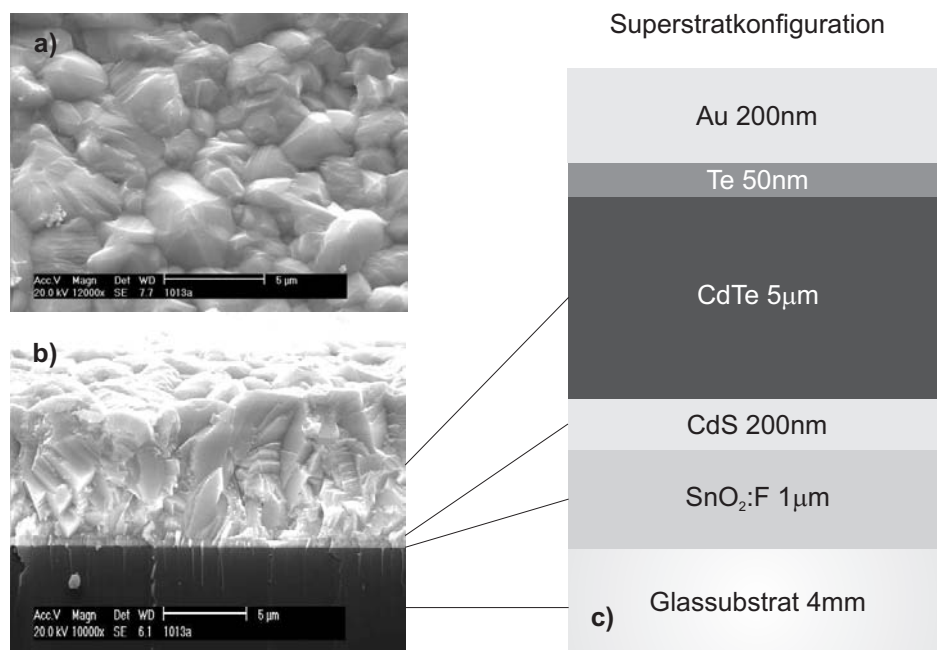 a)
Acc.V Magn Det WD 5 µm
20.0 kV 12000x SE 7.7 1013a
b)
Acc.V Magn Det WD 5 µm
20.0 kV 10000x SE 6.1 1013a
Superstratkonfiguration
Au 200nm
Te 50nm
CdTe 5µm
CdS 200nm
SnO₂:F 1µm
Glassubstrat 4mm
c)